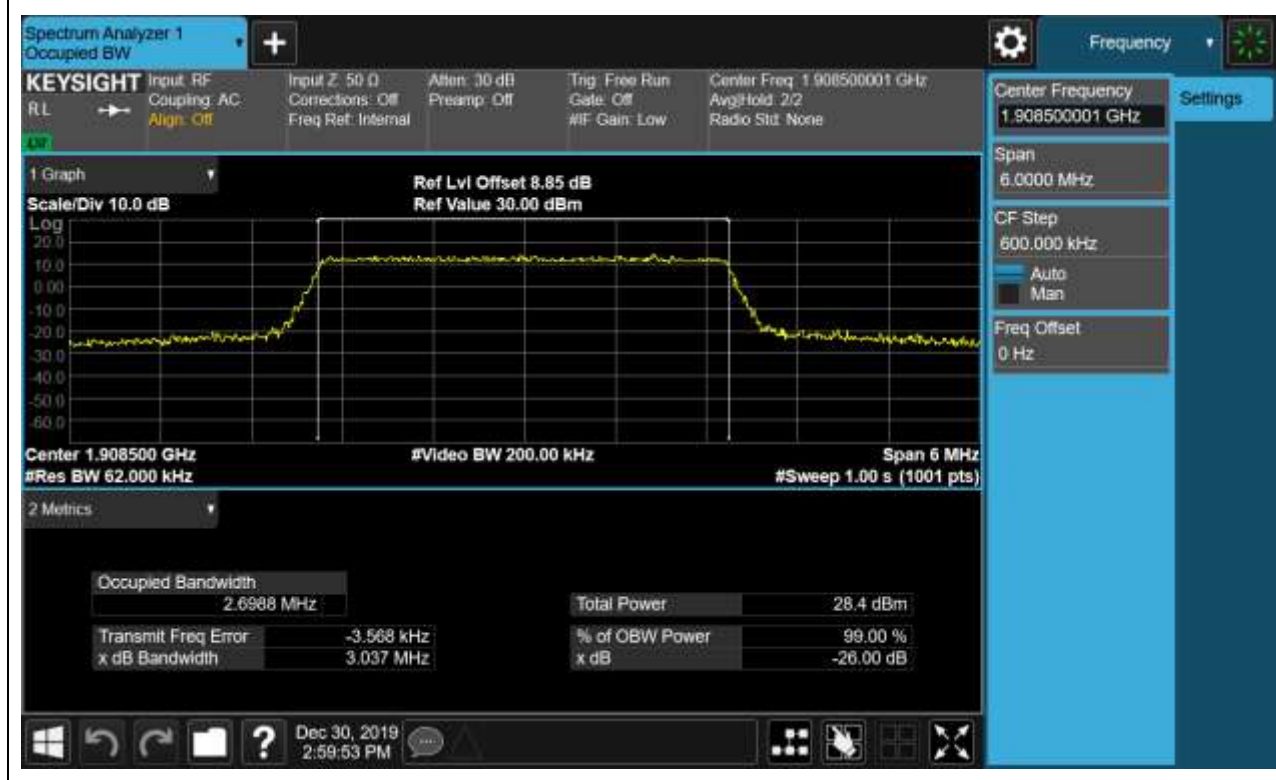 Spectrum Analyzer 1
Occupied BW
Frequency
KEYSIGHT
RL
Input: RF
Coupling: AC
Align: Off
Input Z: 50 Ω
Corrections: Off
Freq Ref: Internal
Atten: 30 dB
Preamp: Off
Trig: Free Run
Gate: Off
#IF Gain: Low
Center Freq: 1.908500001 GHz
Avg|Hold: 2/2
Radio Std: None
1 Graph
Scale/Div 10.0 dB
Ref Lvl Offset 8.85 dB
Ref Value 30.00 dBm
Log
20.0
10.0
0.00
-10.0
-20.0
-30.0
-40.0
-50.0
-60.0
Center 1.908500 GHz
#Video BW 200.00 kHz
Span 6 MHz
#Res BW 62.000 kHz
#Sweep 1.00 s (1001 pts)
2 Metrics
Occupied Bandwidth
2.6988 MHz
Total Power 28.4 dBm
Transmit Freq Error -3.568 kHz
% of OBW Power 99.00 %
x dB Bandwidth 3.037 MHz
x dB -26.00 dB
Dec 30, 2019
2:59:53 PM
Center Frequency
1.908500001 GHz
Settings
Span
6.0000 MHz
CF Step
600.000 kHz
Auto
Man
Freq Offset
0 Hz